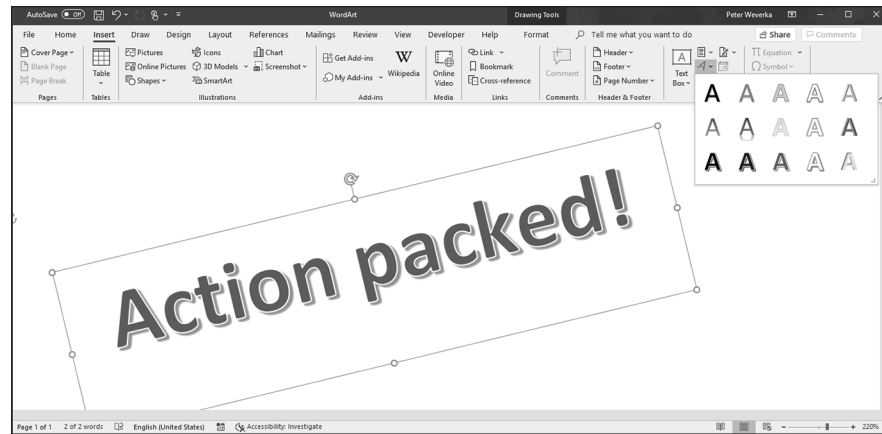 AutoSave Off WordArt Drawing Tools Peter Weverka
File Home Insert Draw Design Layout References Mailings Review View Developer Help Format Tell me what you want to do Share Comments
Cover Page
Blank Page
Page Break
Pages
Table
Tables
Pictures
Online Pictures
Shapes
Icons
3D Models
SmartArt
Chart
Screenshot
Illustrations
Get Add-ins
My Add-ins
W
Wikipedia
Add-ins
Online
Video
Media
Link
Bookmark
Cross-reference
Links
Comment
Comments
Header
Footer
Page Number
Header & Footer
A
Text
Box
Equation
Symbol
A A A A A
A A A A A
A A A A A
Action packed!
Page 1 of 1 2 of 2 words English (United States) Accessibility: Investigate 220%